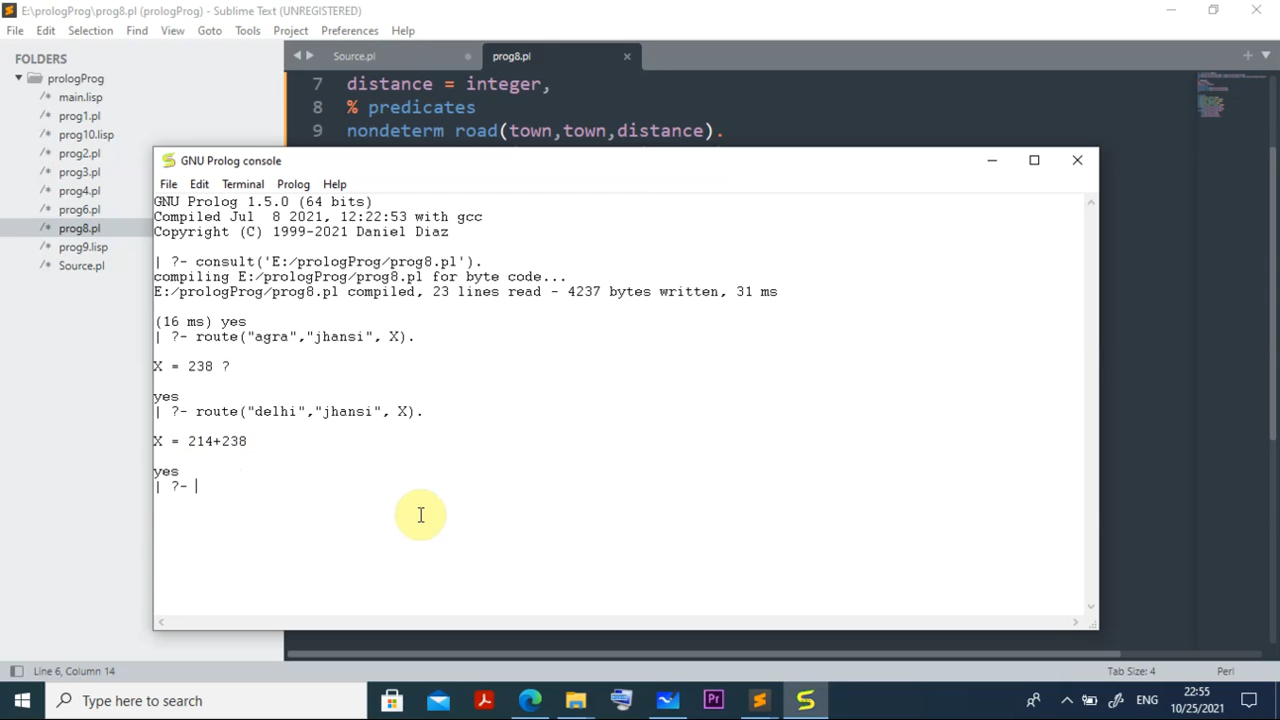 E:\prologProg\prog8.pl (prologProg) - Sublime Text (UNREGISTERED)
File Edit Selection Find View Goto Tools Project Preferences Help
FOLDERS
prologProg
/* main.lisp
/* prog1.pl
/* prog10.lisp
/* prog2.pl
/* prog3.pl
/* prog4.pl
/* prog6.pl
/* prog8.pl
/* prog9.lisp
/* Source.pl
Source.pl prog8.pl
7 distance = integer,
8 % predicates
9 nondeterm road(town,town,distance).
GNU Prolog console
File Edit Terminal Prolog Help
GNU Prolog 1.5.0 (64 bits)
Compiled Jul 8 2021, 12:22:53 with gcc
Copyright (C) 1999-2021 Daniel Diaz
| ?- consult('E:/prologProg/prog8.pl').
compiling E:/prologProg/prog8.pl for byte code...
E:/prologProg/prog8.pl compiled, 23 lines read - 4237 bytes written, 31 ms
(16 ms) yes
| ?- route("agra","jhansi", X).
X = 238 ?
yes
| ?- route("delhi","jhansi", X).
X = 214+238
yes
| ?-
Line 6, Column 14 Tab Size: 4 Perl
Type here to search Pr ENG 22:55
10/25/2021